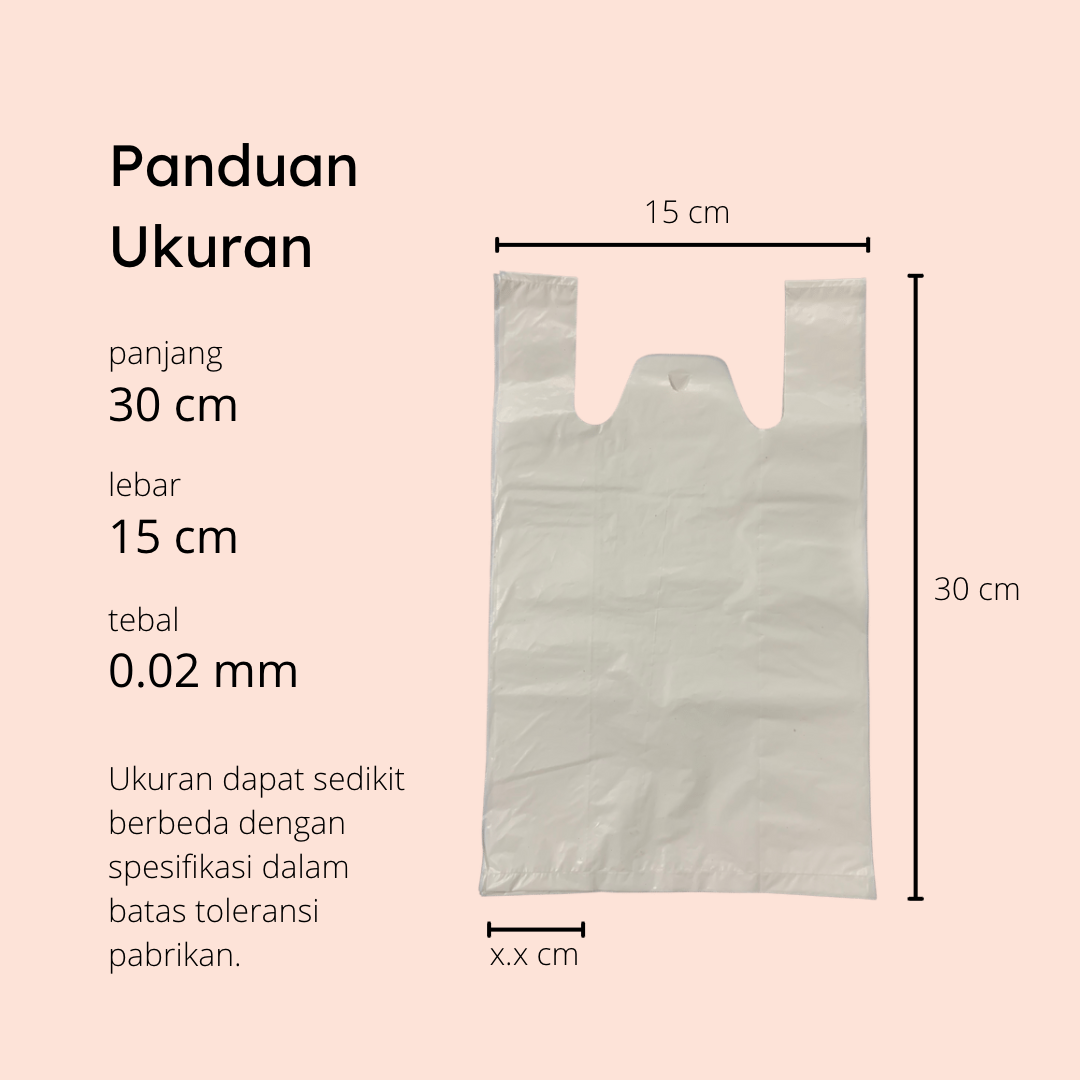 Panduan
Ukuran
panjang
30 cm
lebar
15 cm
tebal
0.02 mm
Ukuran dapat sedikit
berbeda dengan
spesifikasi dalam
batas toleransi
pabrikan.
15 cm
30 cm
x.x cm